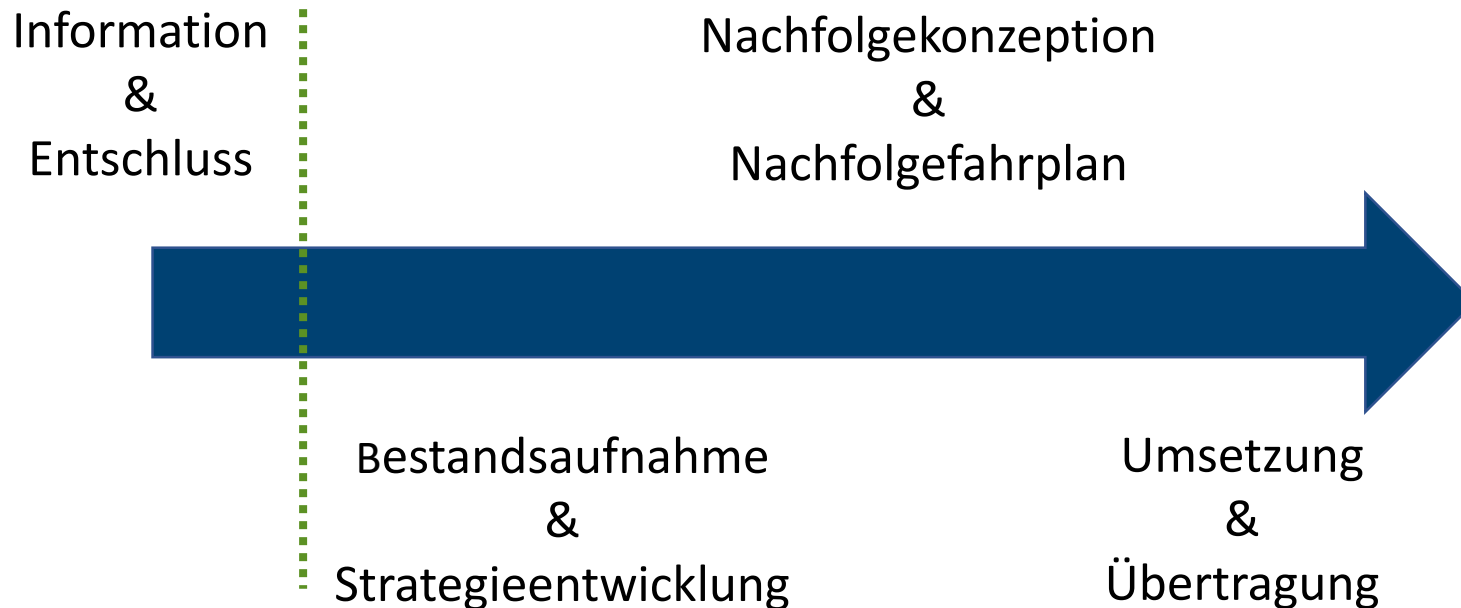 Information
&
Entschluss
Nachfolgekonzeption
&
Nachfolgefahrplan
Bestandsaufnahme
&
Strategieentwicklung
Umsetzung
&
Übertragung